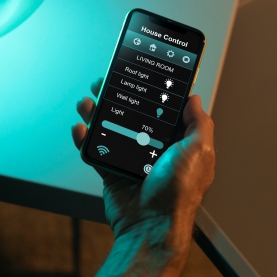 House Control
LIVING ROOM
Roof light
Lamp light
Wall light
Light
70%
- +